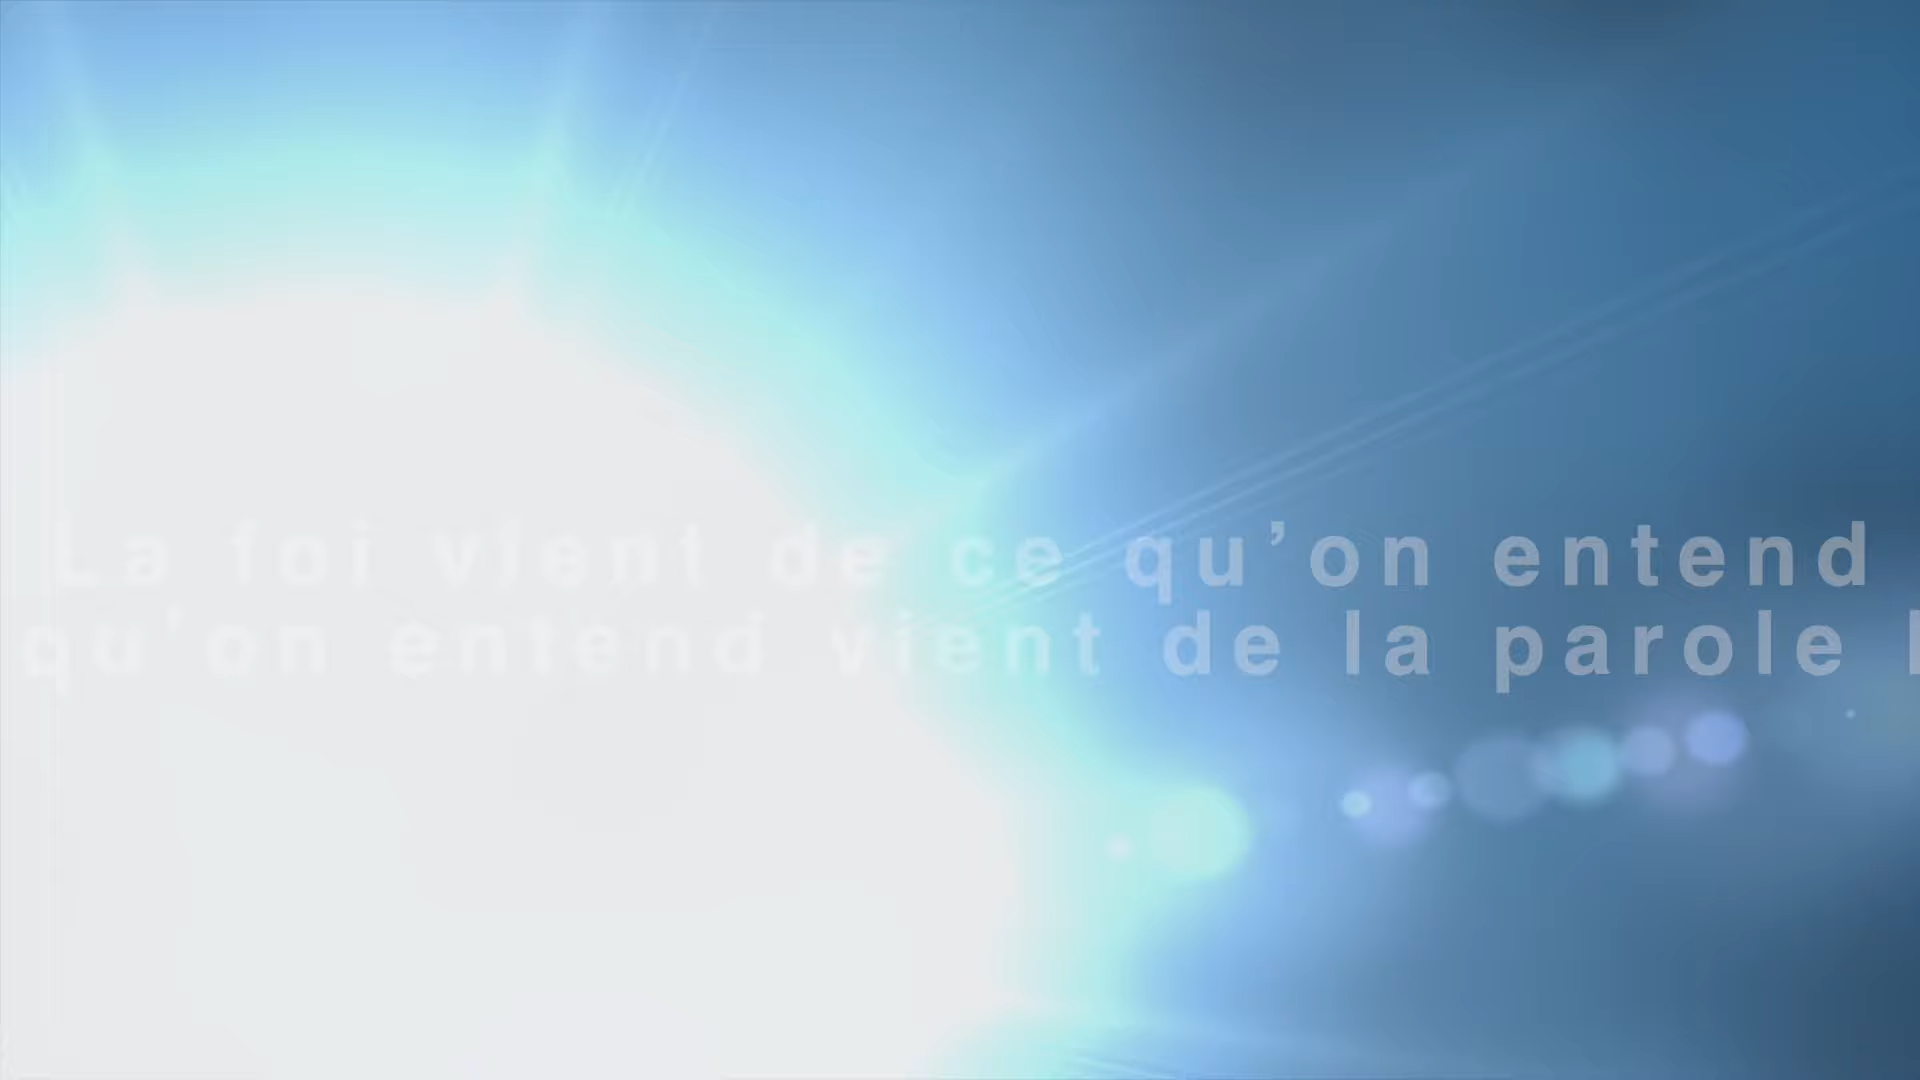 La foi vient de ce qu’on entend
qu’on entend vient de la parole